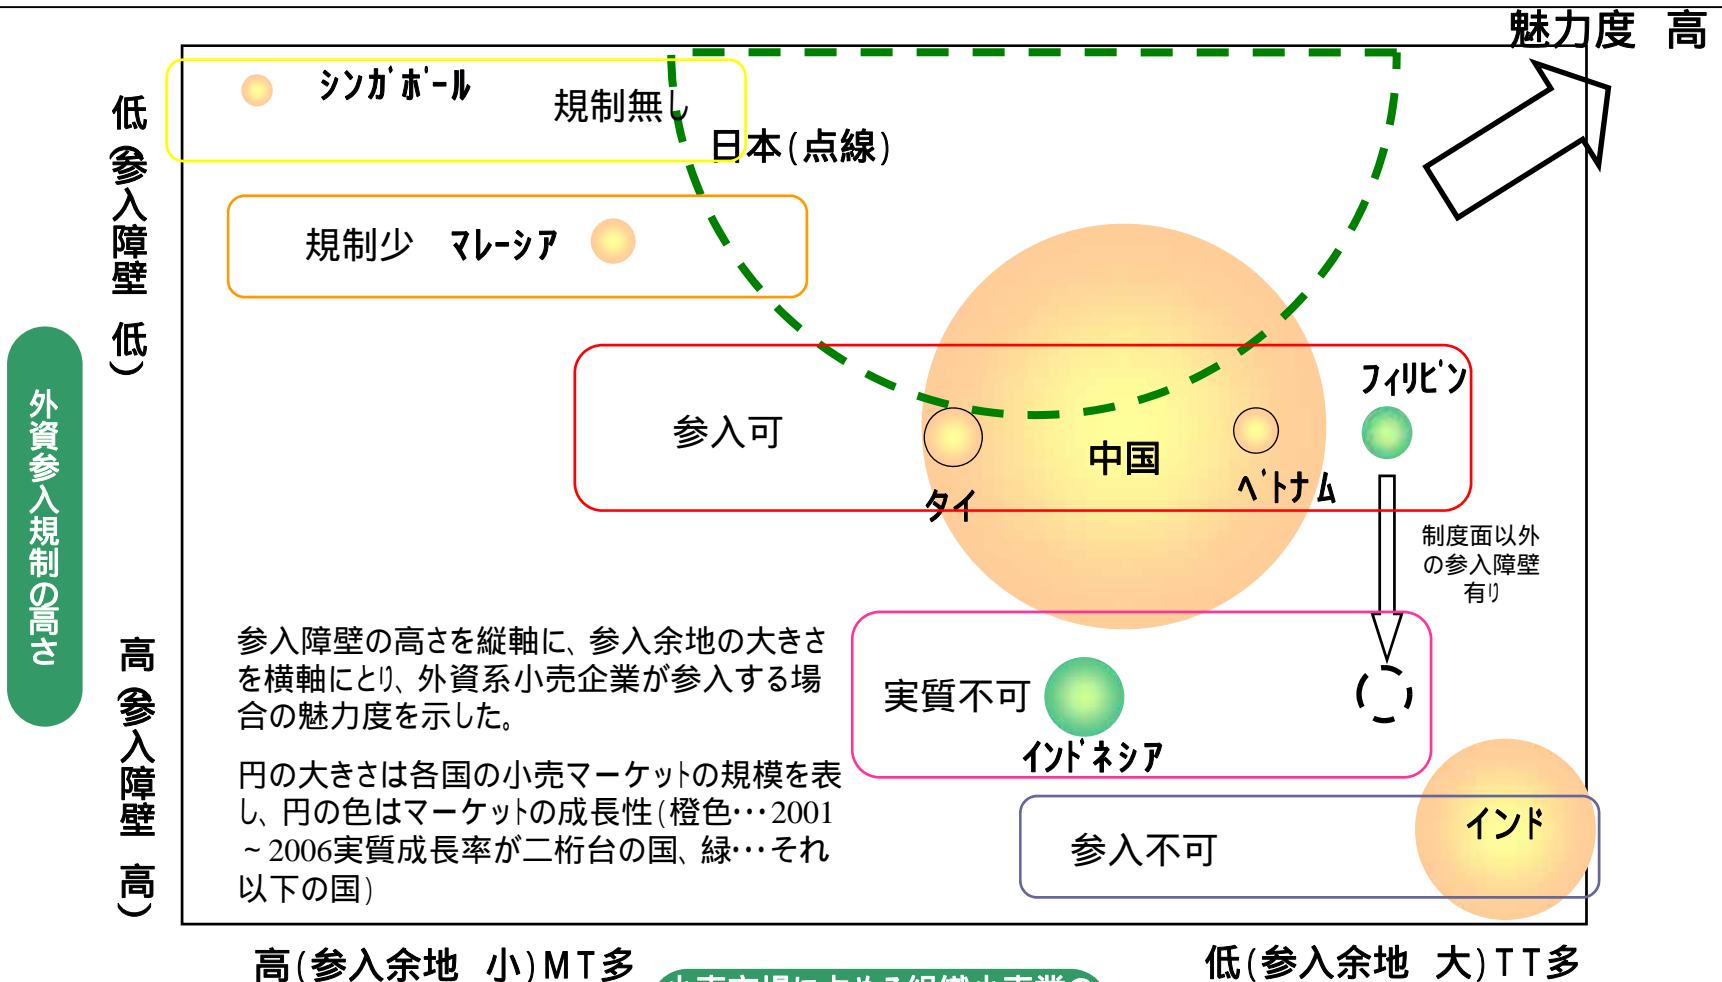 魅力度 高
低(参入障壁 低)
シンガポール
規制無し
日本(点線)
規制少 マレーシア
外資参入規制の高さ
参入可
タイ
中国
ベトナム
フィリピン
制度面以外
の参入障壁
有り
高(参入障壁 高)
参入障壁の高さを縦軸に、参入余地の大きさ
を横軸にとり、外資系小売企業が参入する場
合の魅力度を示した。
円の大きさは各国の小売マーケットの規模を表
し、円の色はマーケットの成長性(橙色…2001
~2006実質成長率が二桁台の国、緑…それ
以下の国)
実質不可
インドネシア
参入不可
インド
高(参入余地 小)MT多
低(参入余地 大)TT多